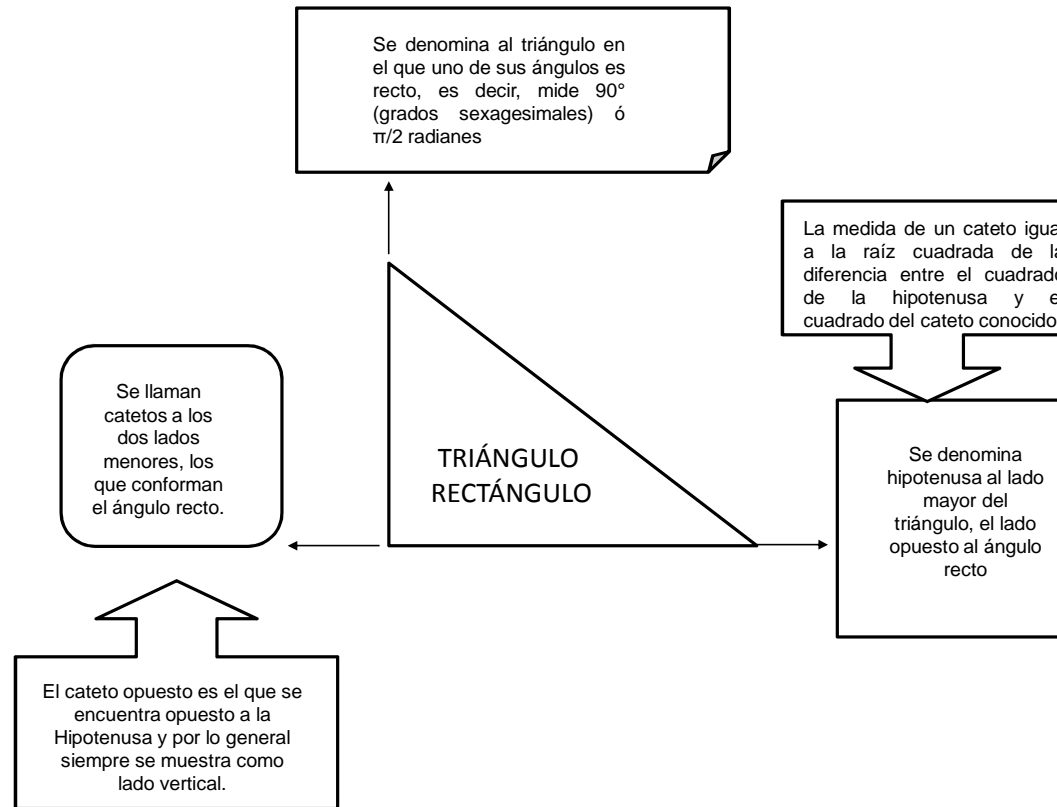 Se denomina al triángulo en
el que uno de sus ángulos es
recto, es decir, mide 90°
(grados sexagesimales) ó
π/2 radianes
La medida de un cateto igua
a la raíz cuadrada de la
diferencia entre el cuadrado
de la hipotenusa y e
cuadrado del cateto conocido
Se llaman
catetos a los
dos lados
menores, los
que conforman
el ángulo recto.
TRIÁNGULO
RECTÁNGULO
Se denomina
hipotenusa al lado
mayor del
triángulo, el lado
opuesto al ángulo
recto
El cateto opuesto es el que se
encuentra opuesto a la
Hipotenusa y por lo general
siempre se muestra como
lado vertical.